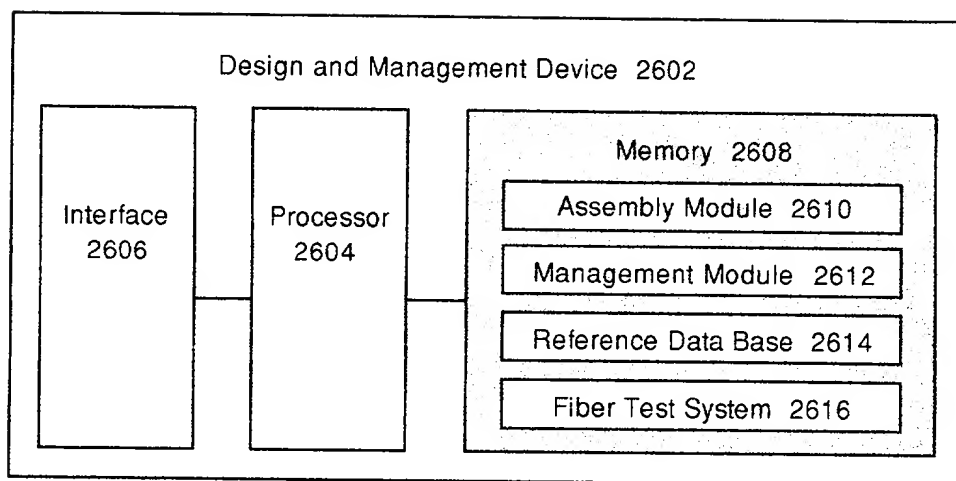 Design and Management Device 2602
Interface
2606
Processor
2604
Memory 2608
Assembly Module 2610
Management Module 2612
Reference Data Base 2614
Fiber Test System 2616